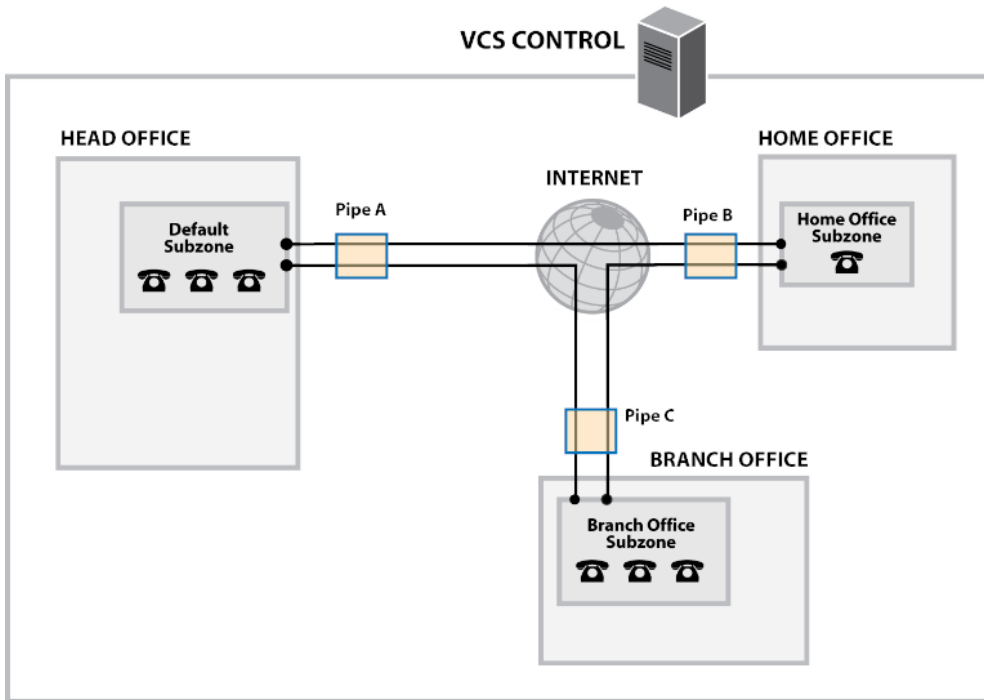 VCS CONTROL
HEAD OFFICE
HOME OFFICE
INTERNET
Pipe A
Pipe B
Default
Subzone
Home Office
Subzone
Pipe C
BRANCH OFFICE
Branch Office
Subzone